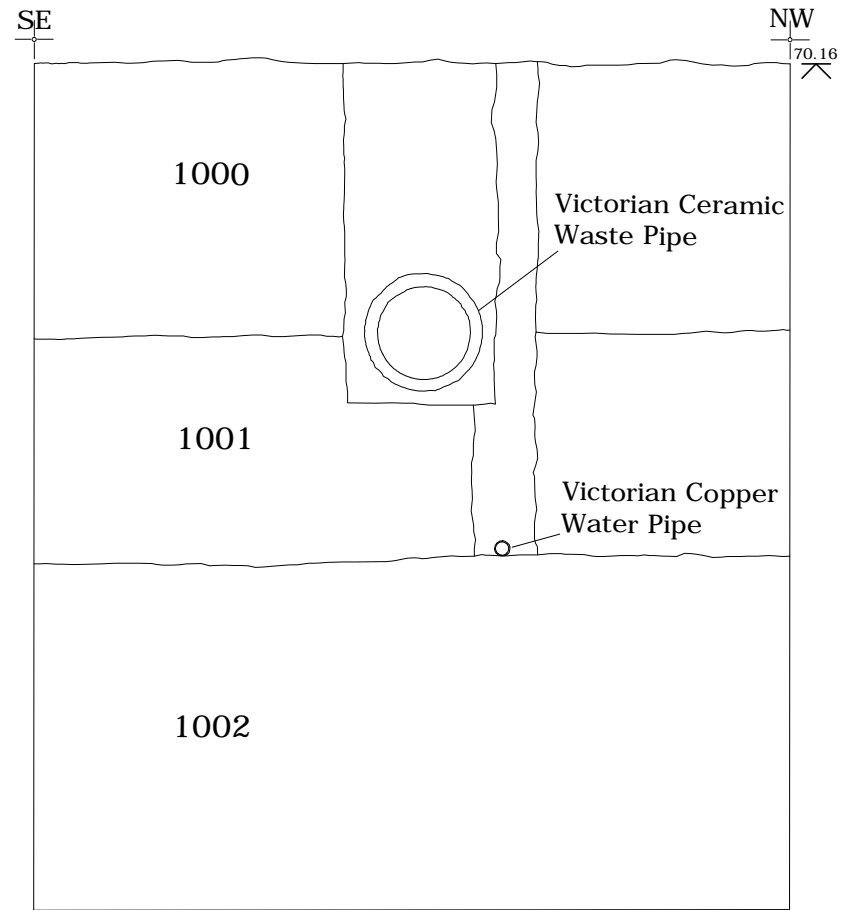 SE
NW
70.16
1000
Victorian Ceramic
Waste Pipe
1001
Victorian Copper
Water Pipe
1002